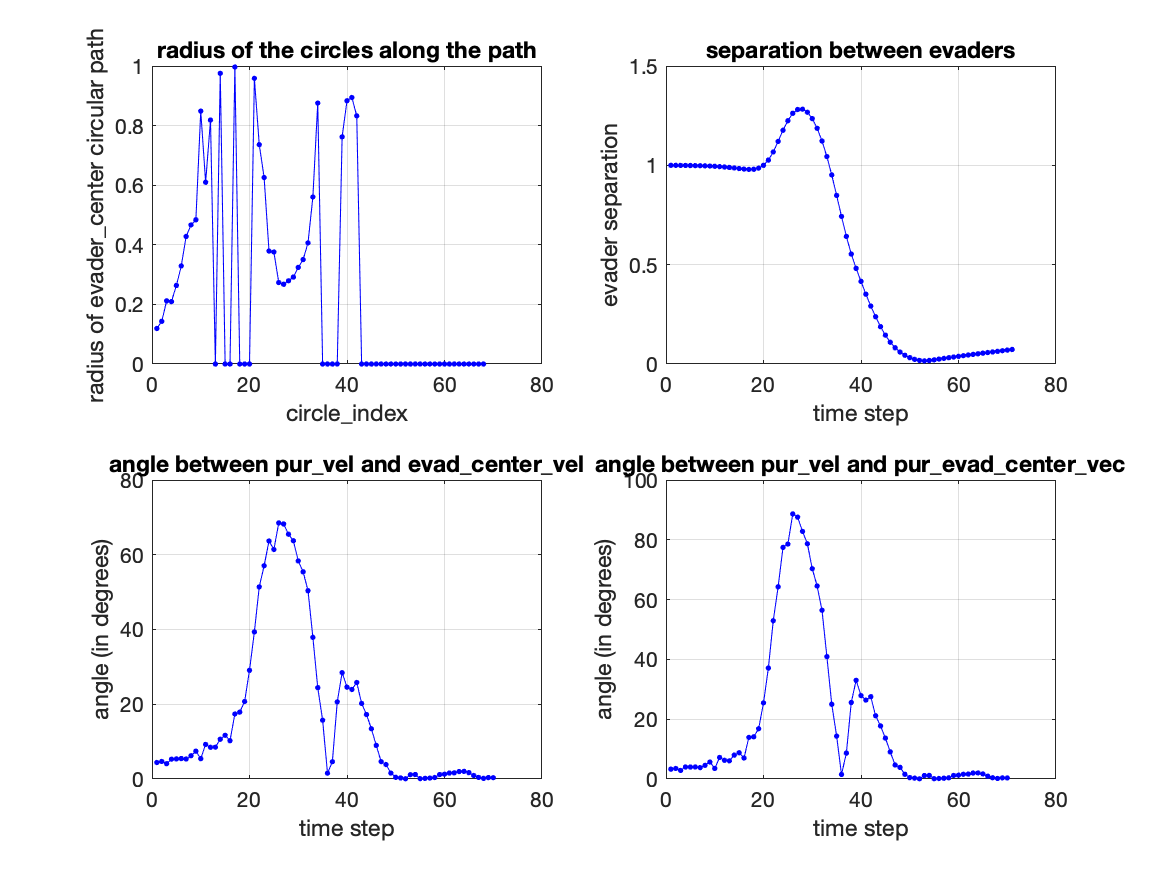 radius of the circles along the path
radius of evader_center circular path
1
0.8
0.6
0.4
0.2
0
0 20 40 60 80
circle_index
separation between evaders
evader separation
1.5
1
0.5
0
0 20 40 60 80
time step
angle between pur_vel and evad_center_vel
angle (in degrees)
80
60
40
20
0
0 20 40 60 80
time step
angle between pur_vel and pur_evad_center_vec
angle (in degrees)
100
80
60
40
20
0
0 20 40 60 80
time step